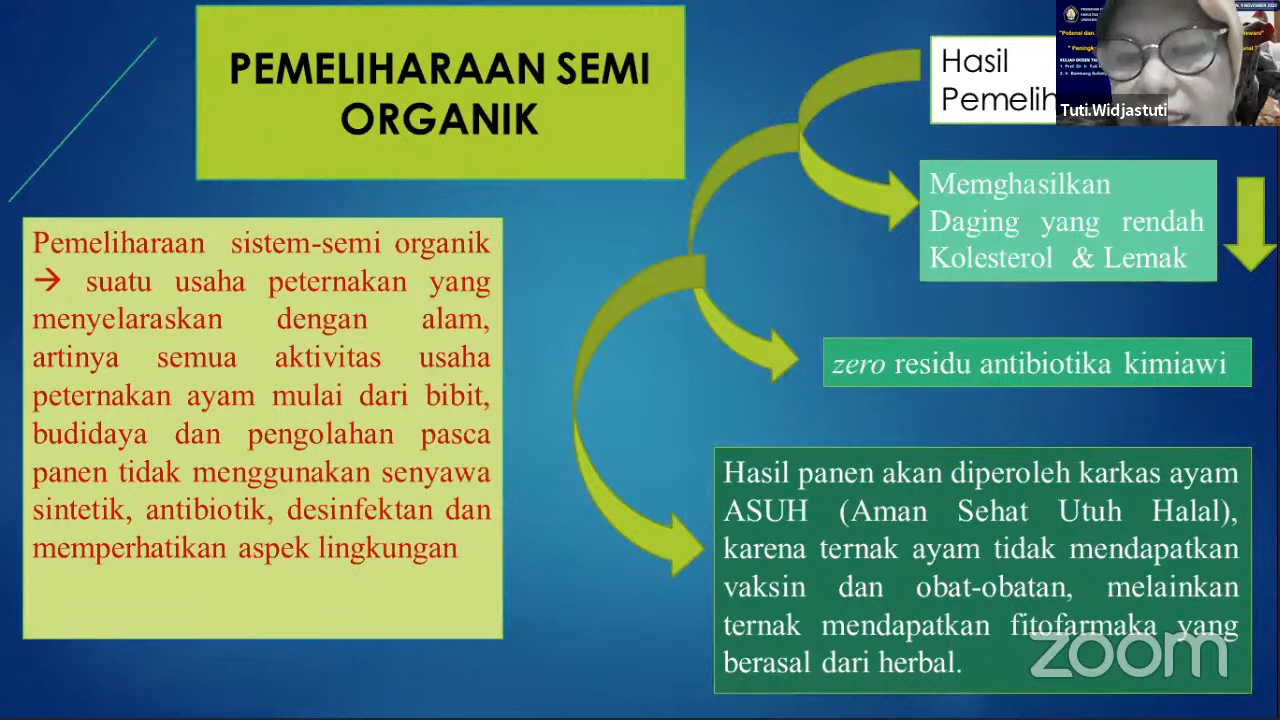 PEMELIHARAAN SEMI
ORGANIK
Pemeliharaan sistem-semi organik
→ suatu usaha peternakan yang
menyelaraskan dengan alam,
artinya semua aktivitas usaha
peternakan ayam mulai dari bibit,
budidaya dan pengolahan pasca
panen tidak menggunakan senyawa
sintetik, antibiotik, desinfektan dan
memperhatikan aspek lingkungan
Hasil
Tuti.Widjastuti
Memghasilkan
Daging yang rendah
Kolesterol & Lemak
zero residu antibiotika kimiawi
Hasil panen akan diperoleh karkas ayam
ASUH (Aman Sehat Utuh Halal),
karena ternak ayam tidak mendapatkan
vaksin dan obat-obatan, melainkan
ternak mendapatkan fitofarmaka yang
berasal dari herbal.
zoom